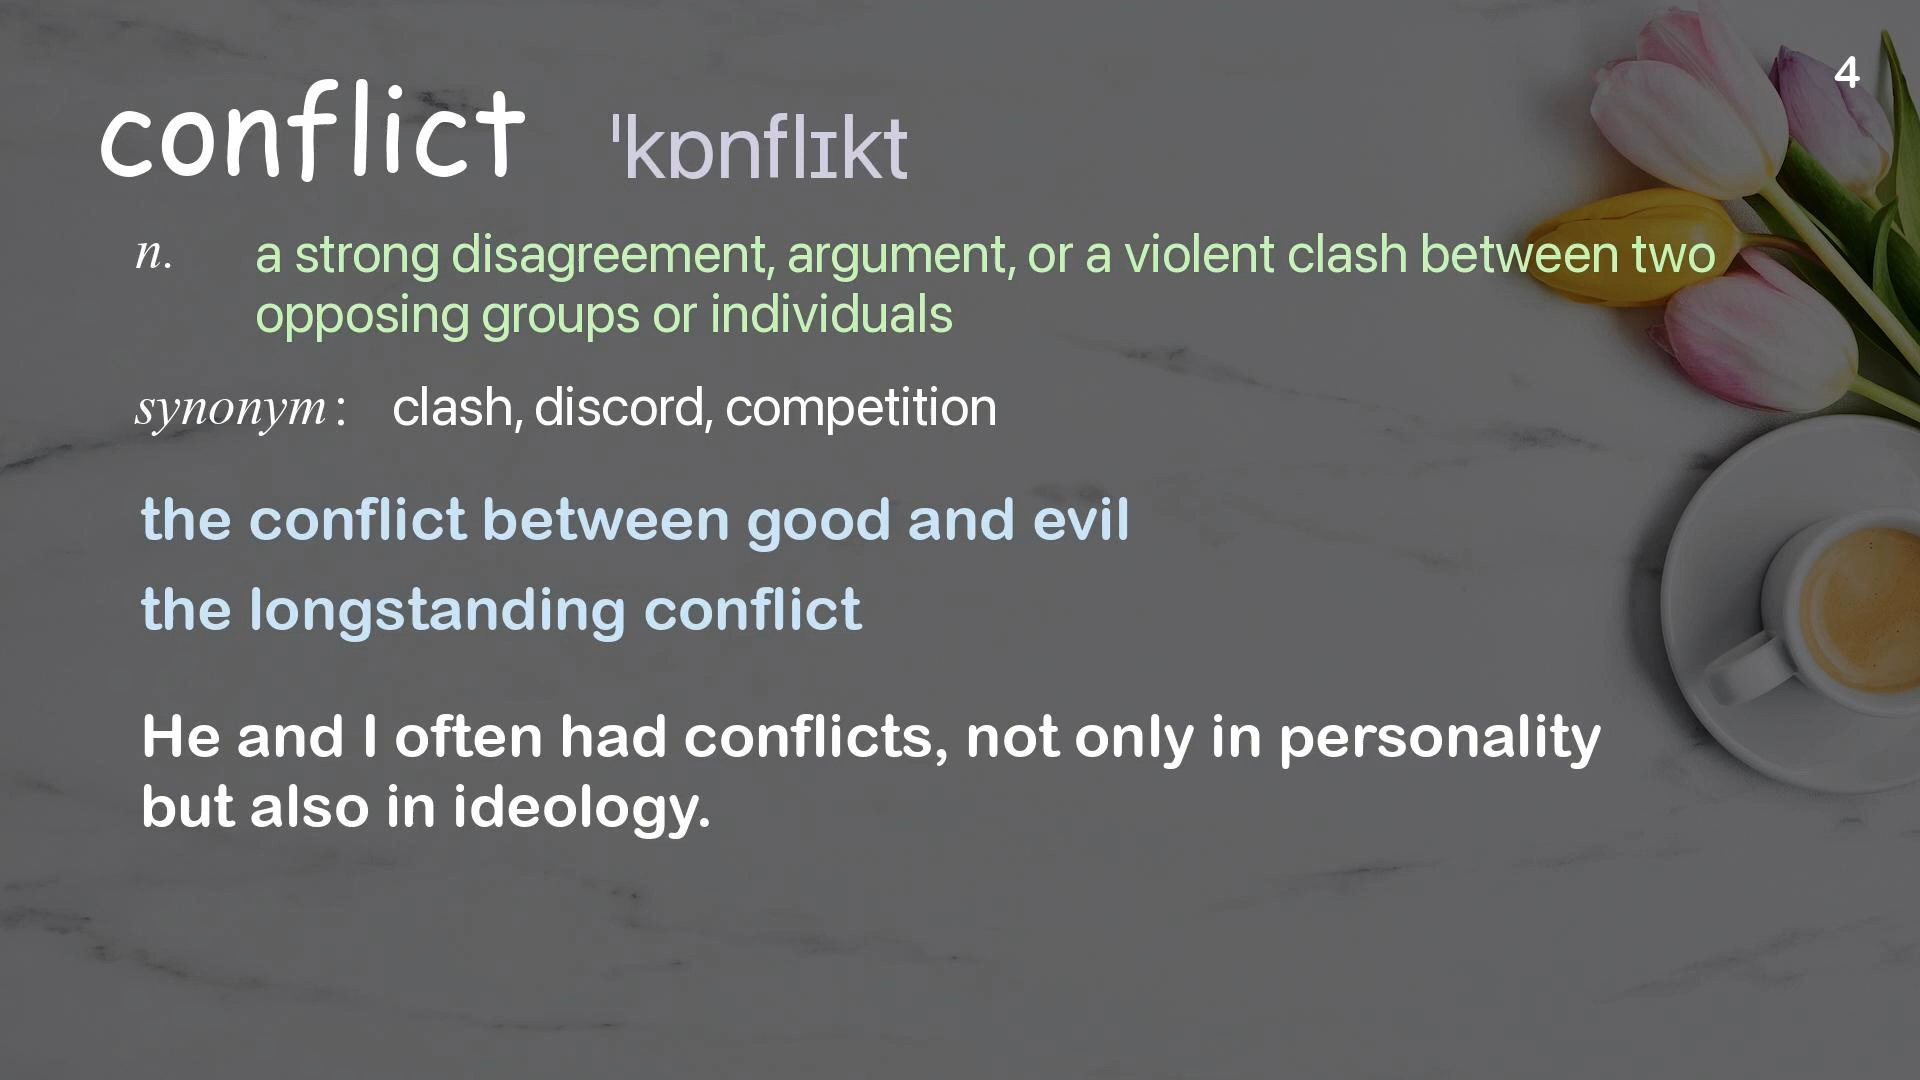 4
conflict ˈkɒnflɪkt
n. a strong disagreement, argument, or a violent clash between two
opposing groups or individuals
synonym: clash, discord, competition
the conflict between good and evil
the longstanding conflict
He and I often had conflicts, not only in personality
but also in ideology.